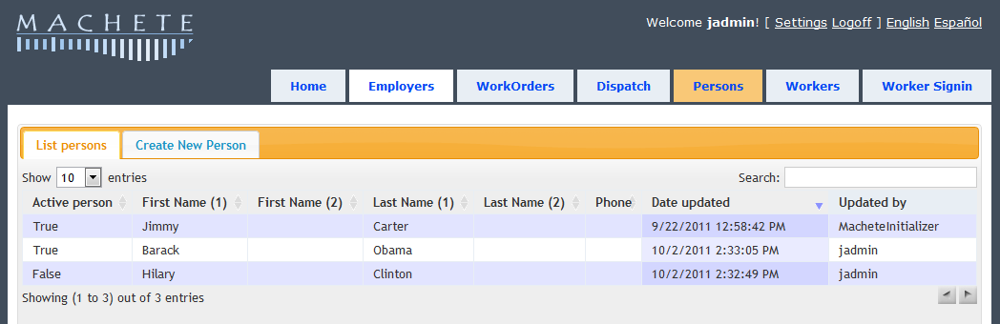 MACHETE
Welcome jadmin! [ Settings Logoff ] English Español
Home Employers WorkOrders Dispatch Persons Workers Worker Signin
List persons Create New Person
Show 10 entries Search:
Active person First Name (1) First Name (2) Last Name (1) Last Name (2) Phone Date updated Updated by
True Jimmy Carter 9/22/2011 12:58:42 PM MacheteInitializer
True Barack Obama 10/2/2011 2:33:05 PM jadmin
False Hilary Clinton 10/2/2011 2:32:49 PM jadmin
Showing (1 to 3) out of 3 entries